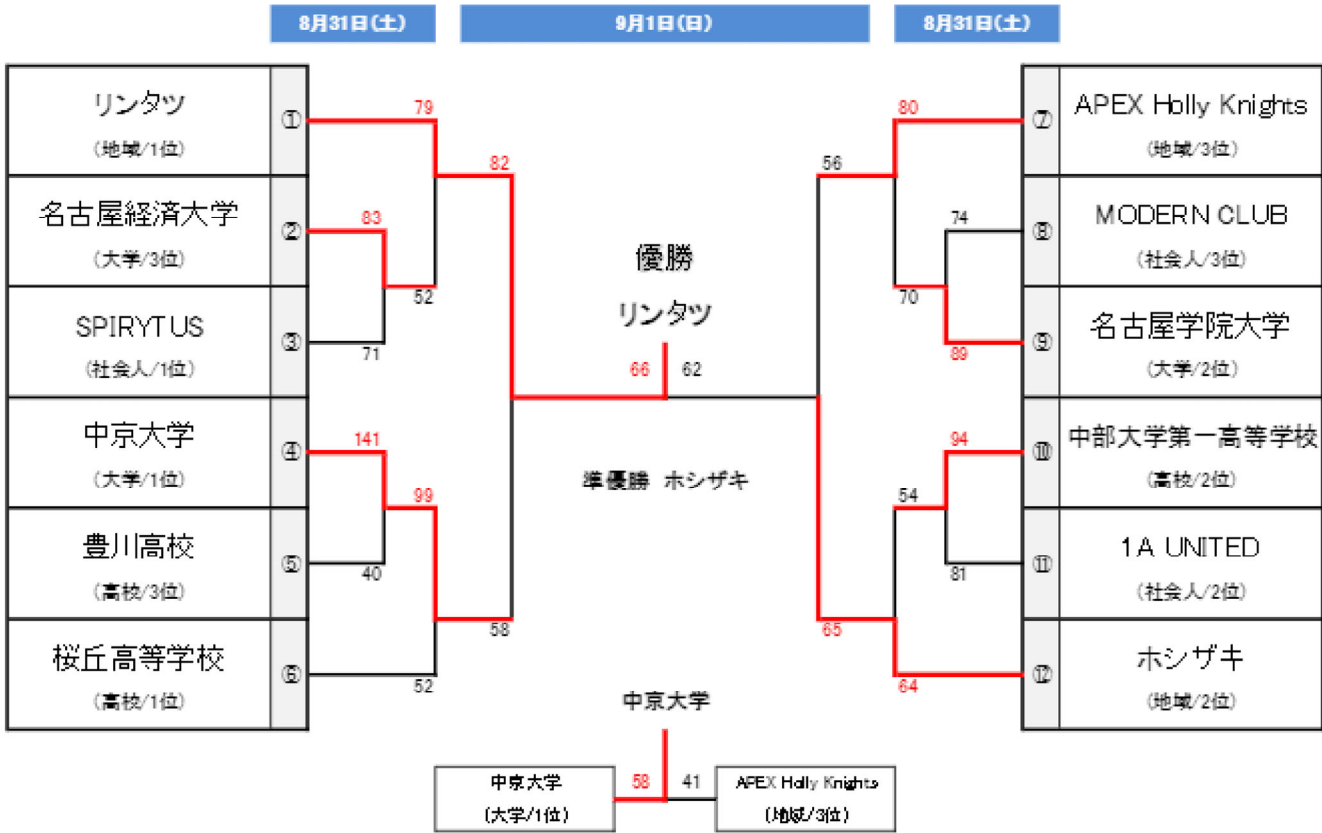 8月31日(土)
9月1日(日)
8月31日(土)
リンタツ
(地域/1位)
①
名古屋経済大学
(大学/3位)
②
SPIRYTUS
(社会人/1位)
③
中京大学
(大学/1位)
④
豊川高校
(高校/3位)
⑤
桜丘高等学校
(高校/1位)
⑥
79
83
52
71
141
99
40
52
82
58
優勝
リンタツ
66
62
準優勝 ホシザキ
56
65
80
74
70
89
94
54
81
64
⑦
APEX Holly Knights
(地域/3位)
⑧
MODERN CLUB
(社会人/3位)
⑨
名古屋学院大学
(大学/2位)
⑩
中部大学第一高等学校
(高校/2位)
⑪
1A UNITED
(社会人/2位)
⑫
ホシザキ
(地域/2位)
中京大学
中京大学
(大学/1位)
58
41
APEX Holly Knights
(地域/3位)